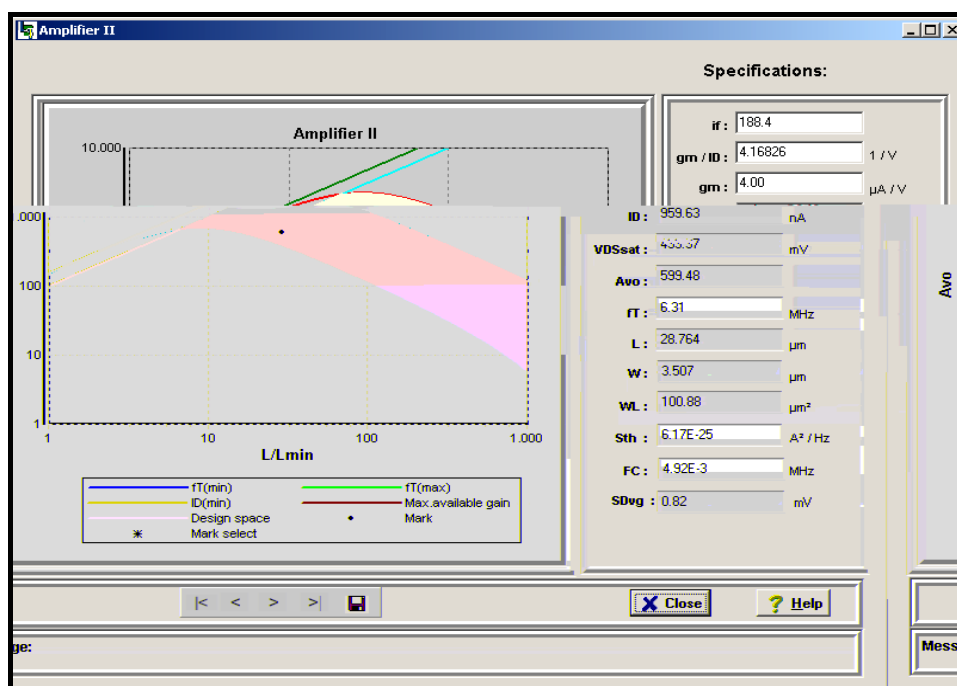 Amplifier II
Specifications:
Amplifier II
10.000
.000
100
10
1
1
10
100
1.000
L/Lmin
fT(min)
fT(max)
ID(min)
Max.available gain
Design space
Mark
Mark select
if : 188.4
gm / ID : 4.16826 1 / V
gm : 4.00 µA / V
ID : 959.63 nA
VDSsat : mV
Avo : 599.48
fT : 6.31 MHz
L : 28.764 µm
W : 3.507 µm
WL : 100.88 µm²
Sth : 6.17E-25 A² / Hz
FC : 4.92E-3 MHz
SDvg : 0.82 mV
Avo
|< < > >|
X Close
? Help
ge:
Mess